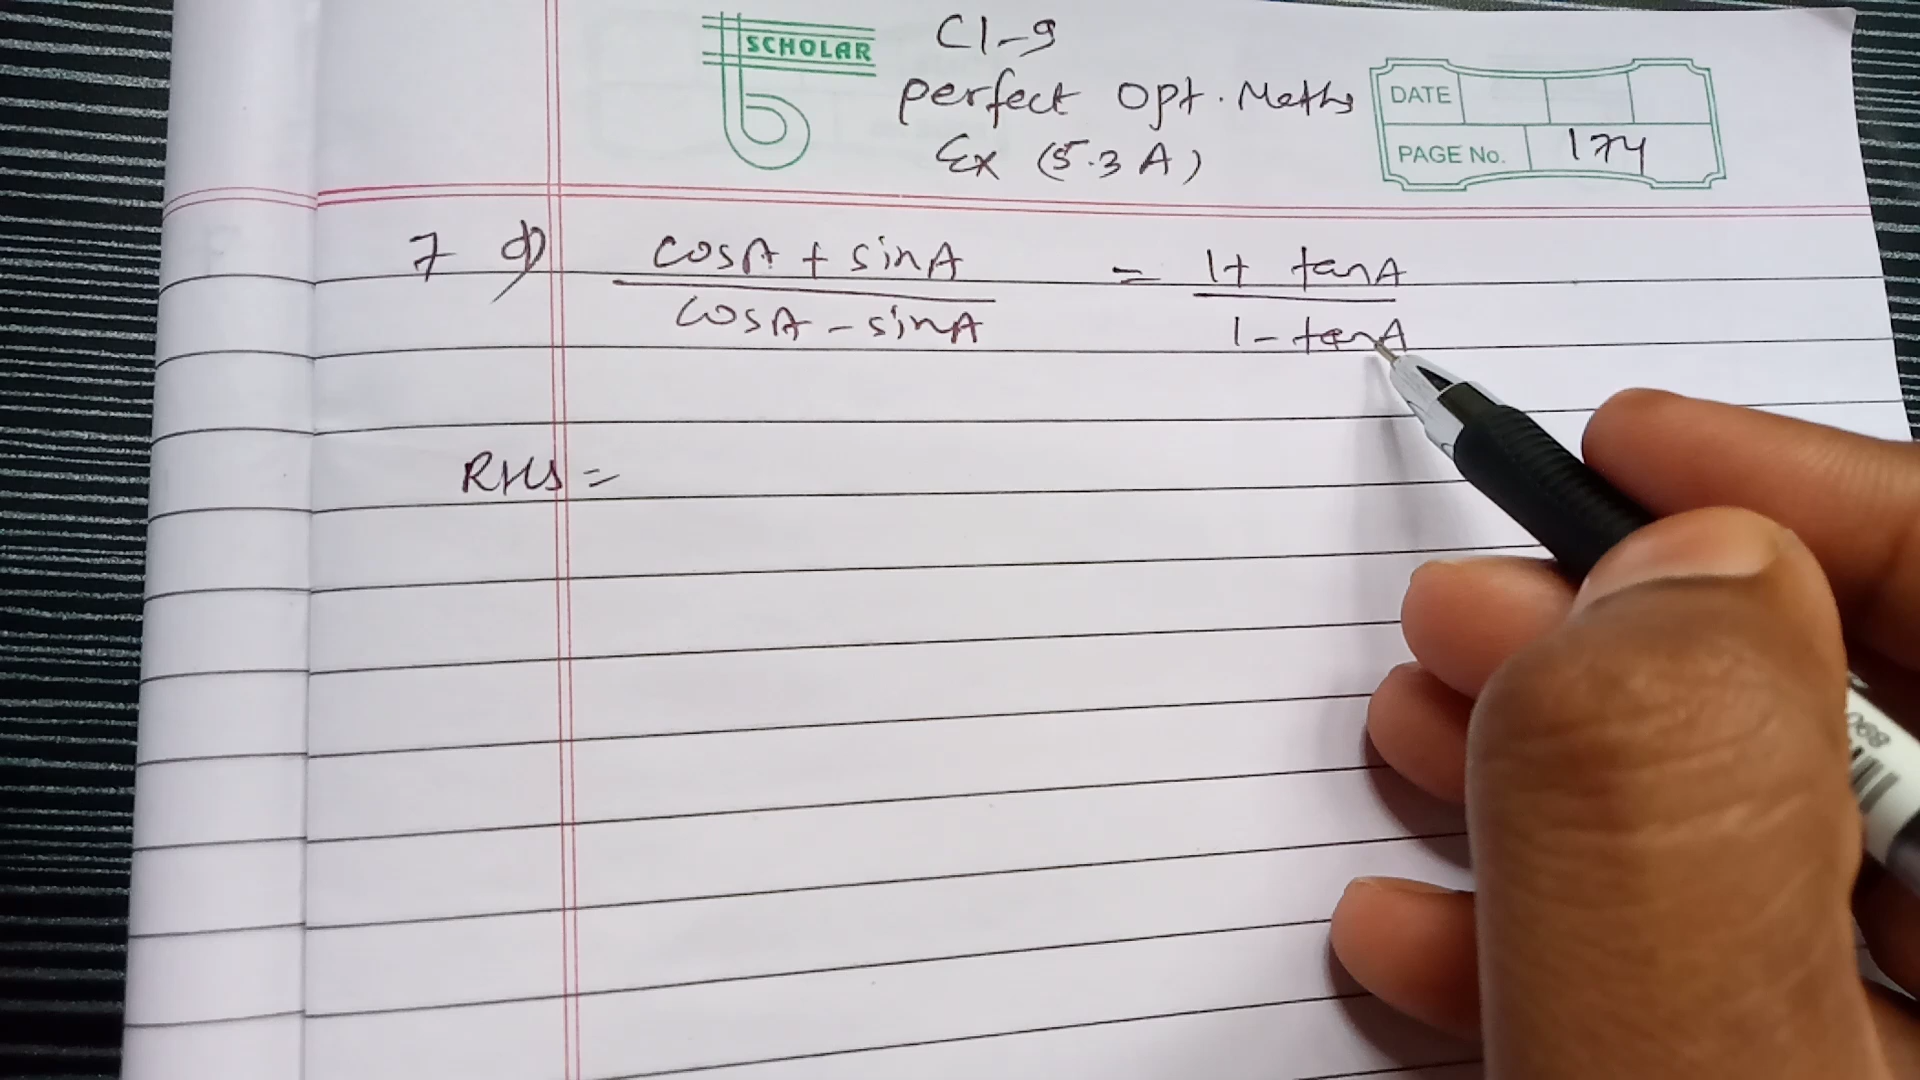 SCHOLAR
Cl-9
perfect Opt. Maths
Ex (5.3 A)
DATE
PAGE No. 174
7 d) cosA + sinA = 1+ tanA
cosA - sinA 1 - tanA
RHS =